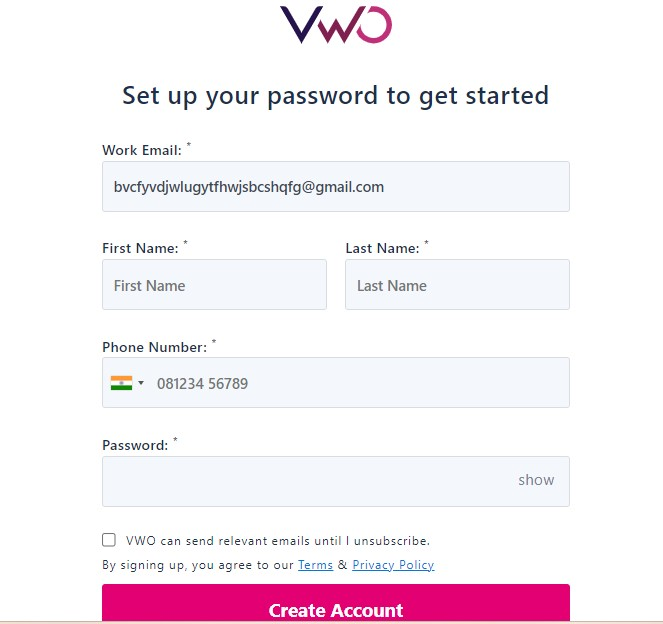 VWO
Set up your password to get started
Work Email: *
bvcfyvdjwlugytfhwjsbcshqfg@gmail.com
First Name: * Last Name: *
First Name Last Name
Phone Number: *
081234 56789
Password: *
show
VWO can send relevant emails until I unsubscribe.
By signing up, you agree to our Terms & Privacy Policy
Create Account